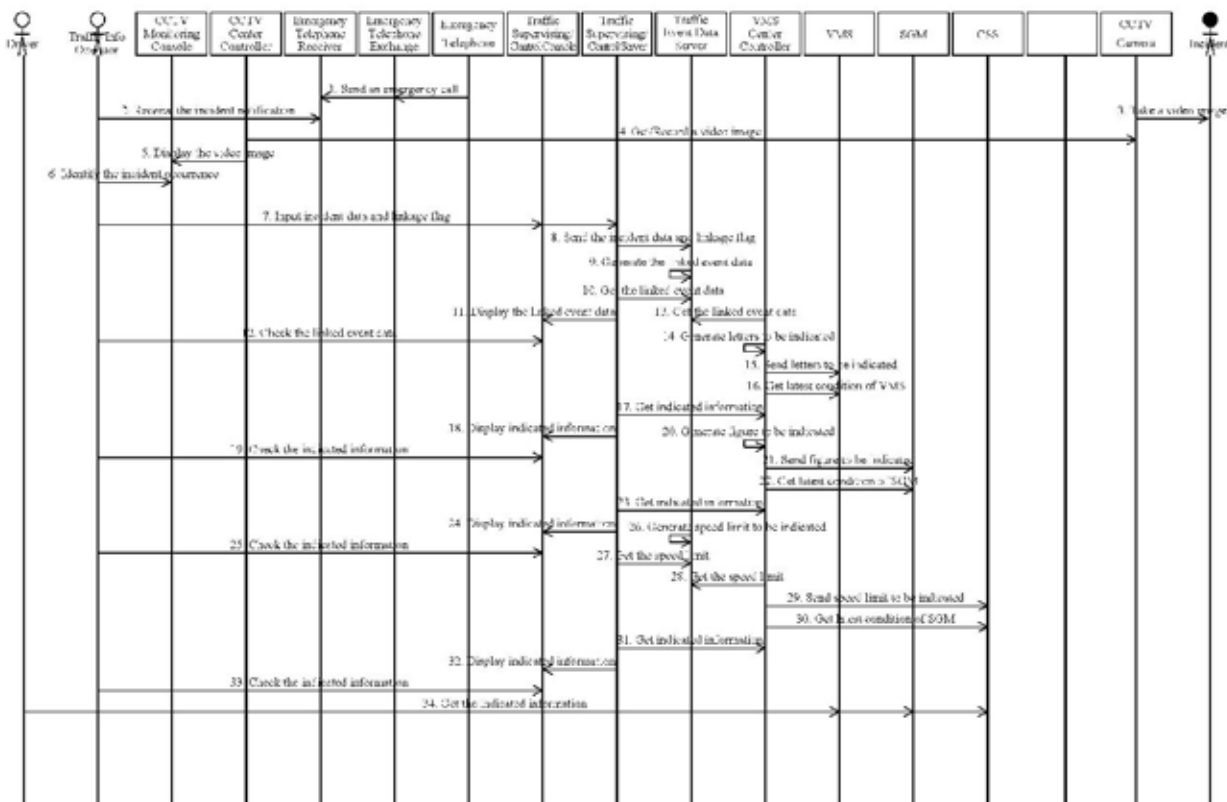 Driver
Traffic Info Operator
CCTV
Monitoring
Console
CCTV
Center
Controller
Emergency
Telephone
Receiver
Emergency
Telephone
Exchange
Emergency
Telephone
Traffic
Supervising/
Control Console
Traffic
Supervising/
Control Server
Traffic
Event Data
Server
VMS
Center
Controller
VMS
SGM
CSS
CCTV
Camera
Incident
1. Send an emergency call
2. Receive the incident notification
3. Take a video image
4. Get/Record a video image
5. Display the video image
6. Identify the incident occurrence
7. Input incident data and linkage flag
8. Send the incident data and linkage flag
9. Generate the linked event data
10. Get the linked event data
11. Display the linked event data
13. Get the linked event data
12. Check the linked event data
14. Generate letters to be indicated
15. Send letters to be indicated
16. Get latest condition of VMS
17. Get indicated information
18. Display indicated information
20. Generate figure to be indicated
19. Check the indicated information
21. Send figure to be indicated
22. Get latest condition of SGM
23. Get indicated information
24. Display indicated information
26. Generate speed limit to be indicated
25. Check the indicated information
27. Get the speed limit
28. Get the speed limit
29. Send speed limit to be indicated
30. Get latest condition of SGM
31. Get indicated information
32. Display indicated information
33. Check the indicated information
34. Get the indicated information